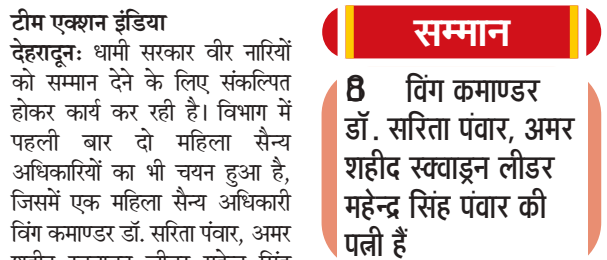 टीम एक्शन इंडिया
देहरादूनः धामी सरकार वीर नारियों
को सम्मान देने के लिए संकल्पित
होकर कार्य कर रही है। विभाग में
पहली बार दो महिला सैन्य
अधिकारियों का भी चयन हुआ है,
जिसमें एक महिला सैन्य अधिकारी
विंग कमाण्डर डॉ. सरिता पंवार, अमर
सम्मान
8 विंग कमाण्डर
डॉ. सरिता पंवार, अमर
शहीद स्क्वाड्रन लीडर
महेन्द्र सिंह पंवार की
पत्नी हैं